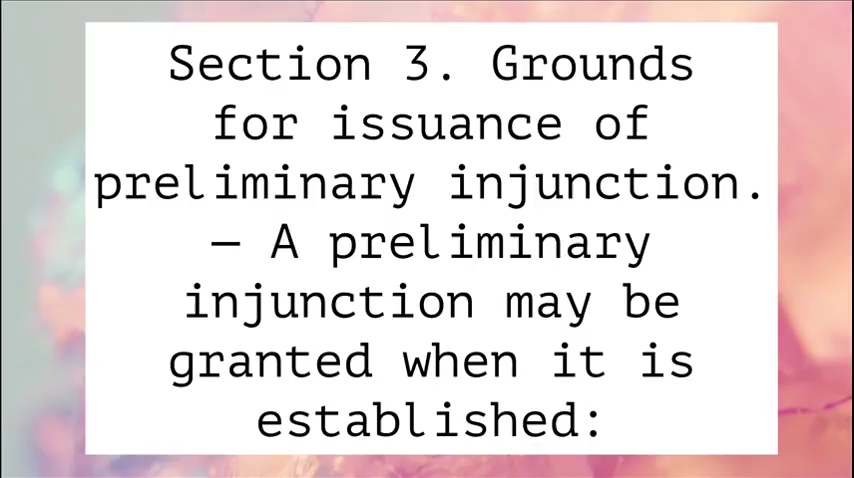 Section 3. Grounds
for issuance of
preliminary injunction.
— A preliminary
injunction may be
granted when it is
established: